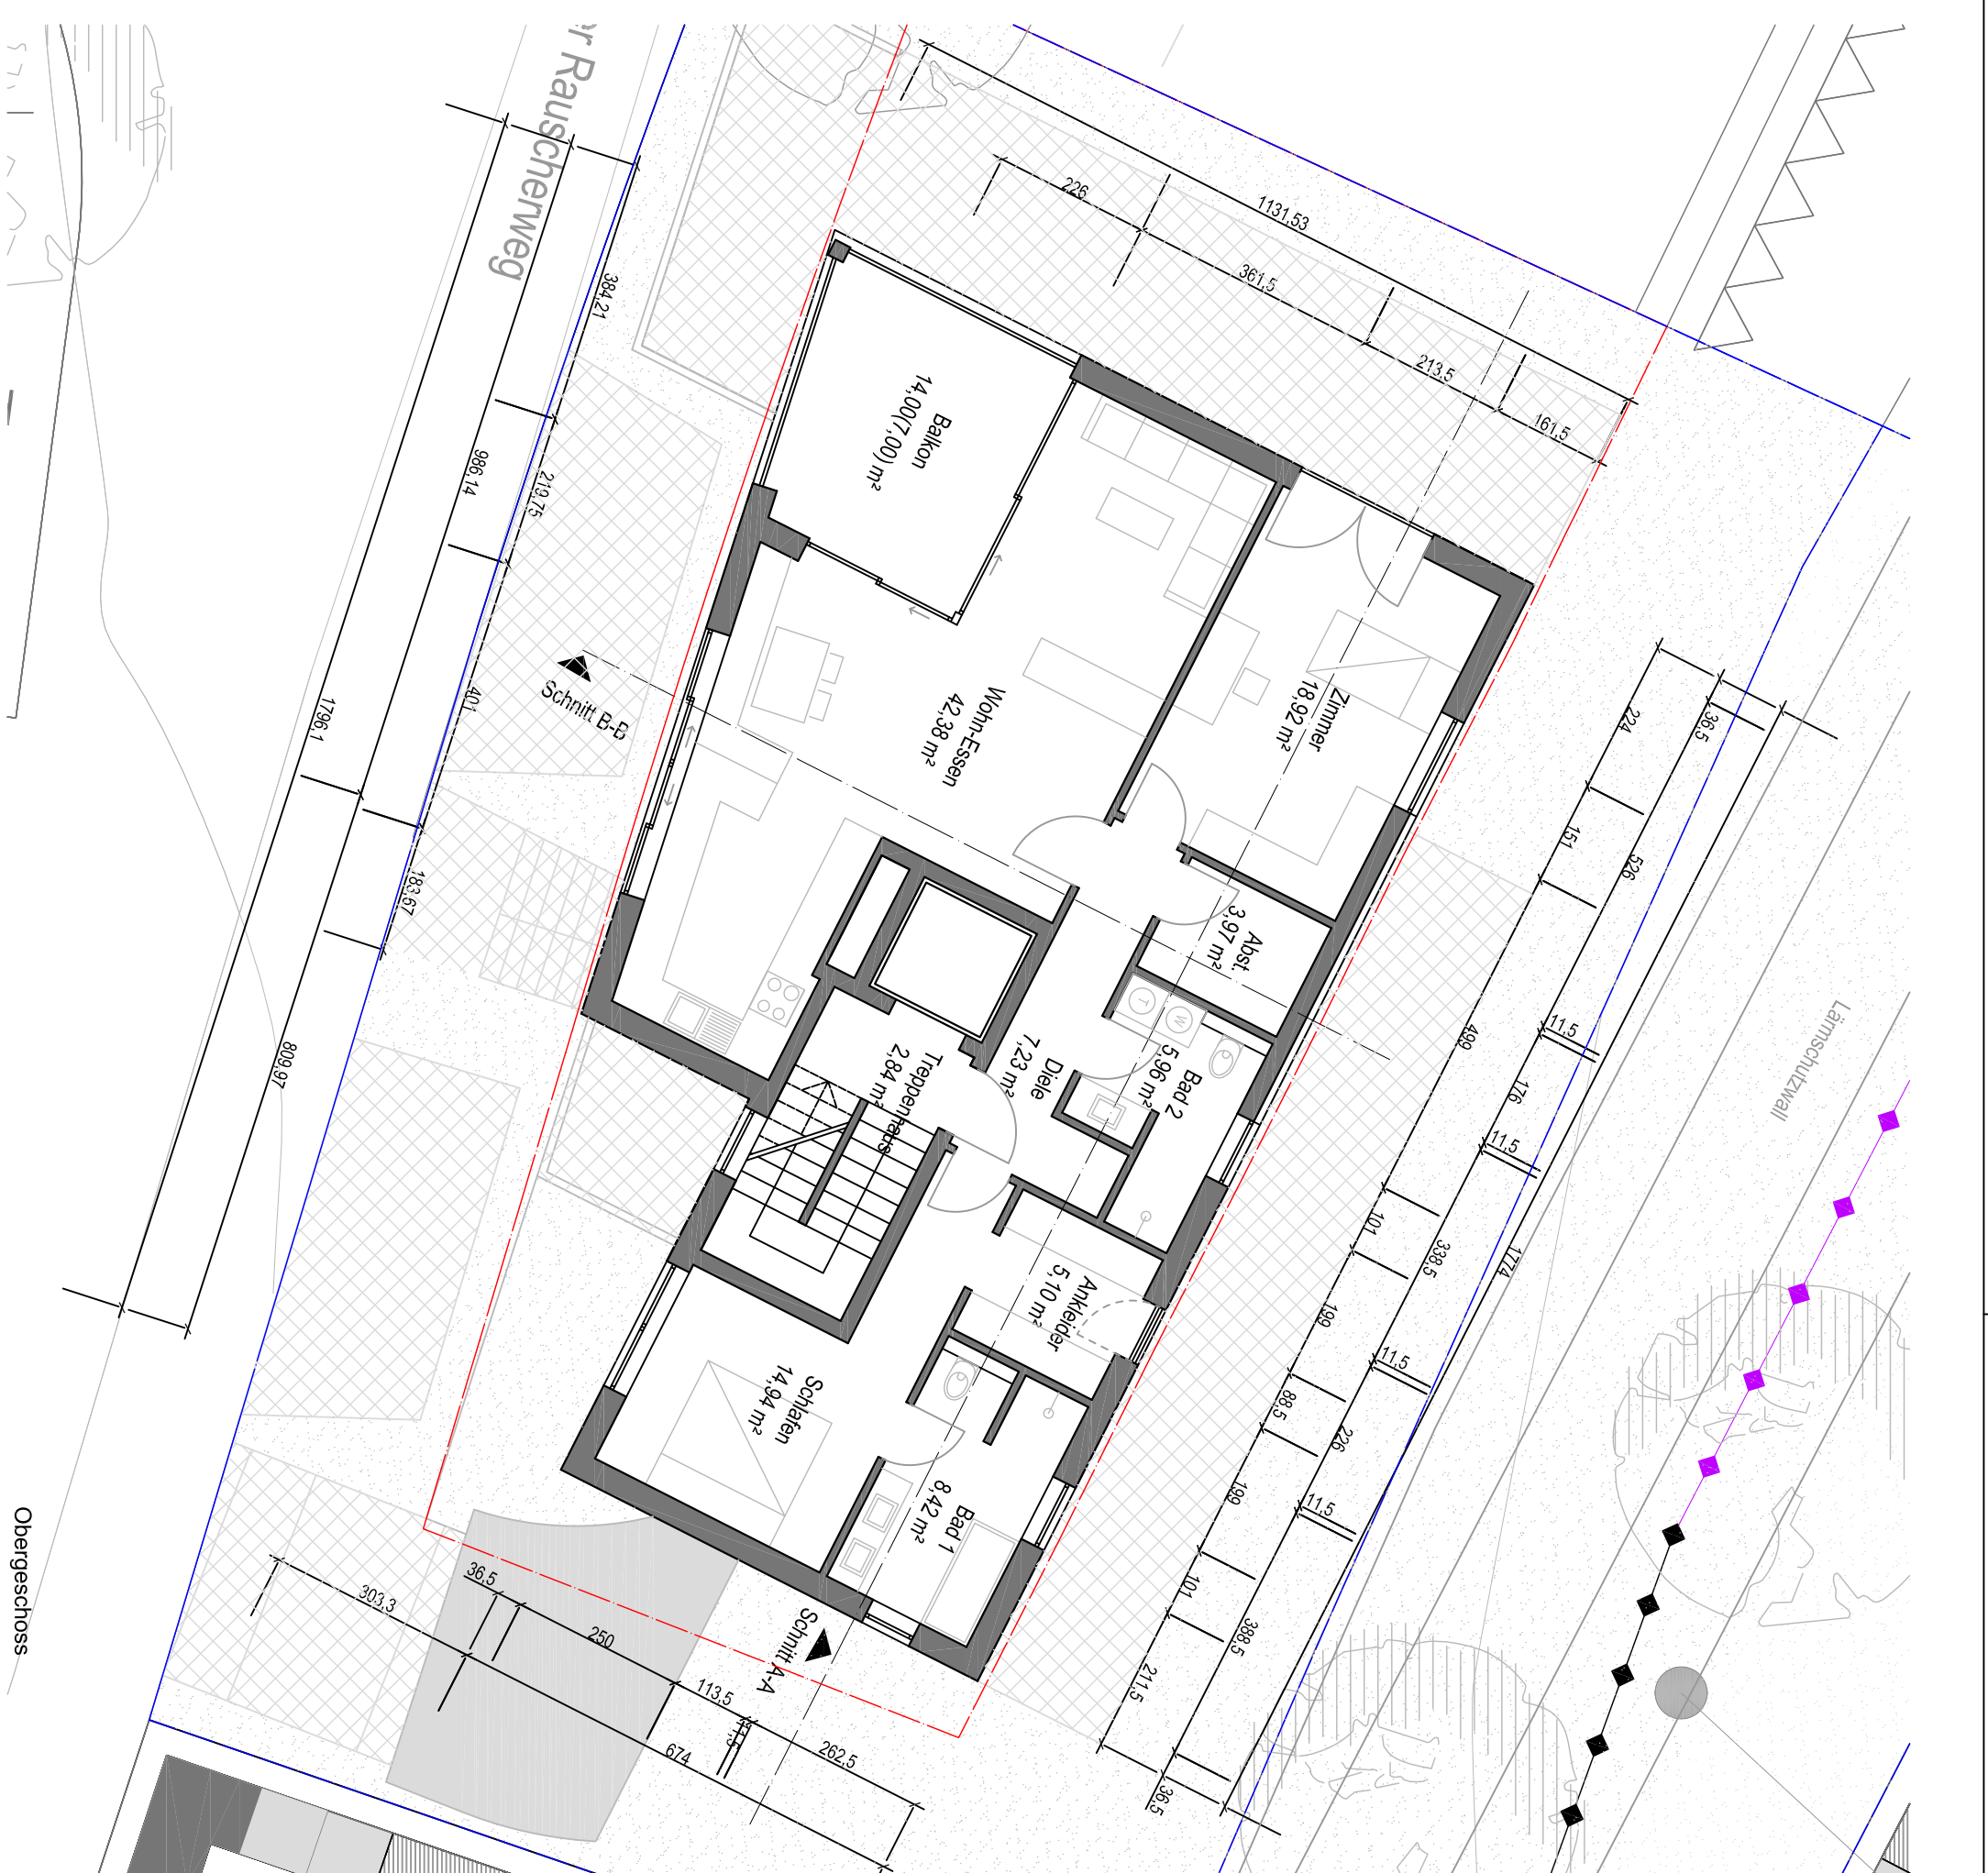 er Rauscherweg
1131,53
226
361,5
213,5
161,5
384,21
219,75
401
183,67
986,14
809,97
1796,1
Balkon
14,00(7,00) m²
Schnitt B-B
Wohn-Essen
42,38 m²
Zimmer
18,92 m²
Abst.
3,97 m²
Diele
7,23 m²
Bad 2
5,96 m²
T
W
Treppenhaus
2,84 m²
Ankleider
5,10 m²
Schlafen
14,94 m²
Bad 1
8,42 m²
Schnitt A-A
224
151
499
101
199
88,5
199
101
211,5
36,5
526
11,5
176
11,5
338,5
11,5
226
11,5
388,5
36,5
1774
Lärmschutzwall
303,3
36,5
250
113,5
11,5
262,5
674
Obergeschoss